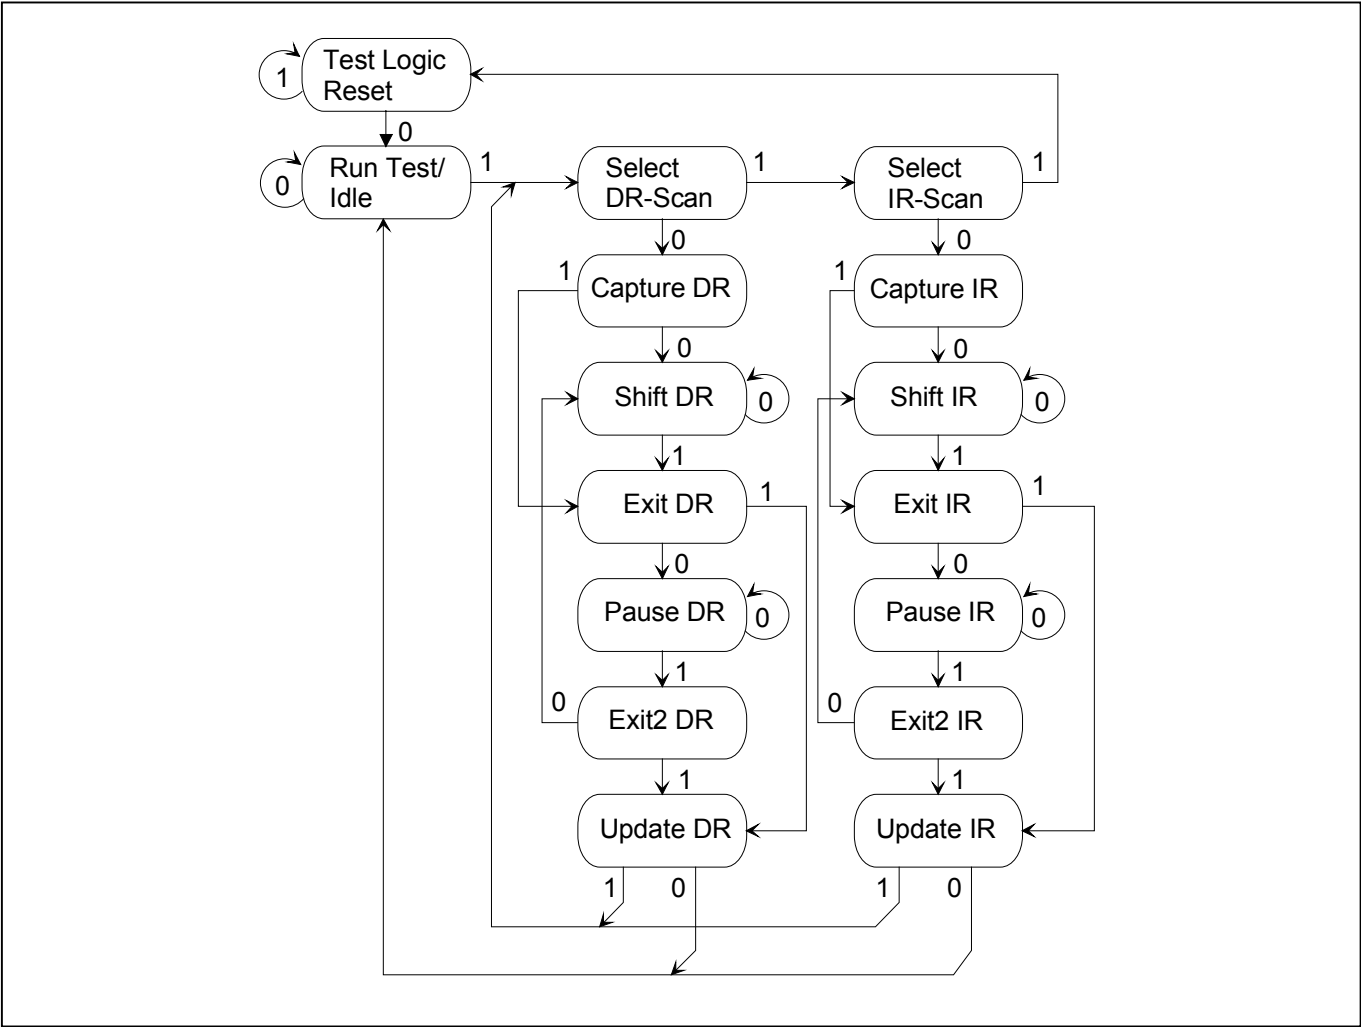 Test Logic
Reset
1
0
Run Test/
Idle
0
1
Select
DR-Scan
1
Select
IR-Scan
1
0
0
1
Capture DR
1
Capture IR
0
0
Shift DR
0
Shift IR
0
1
1
Exit DR
1
Exit IR
1
0
0
Pause DR
0
Pause IR
0
1
1
0
Exit2 DR
0
Exit2 IR
1
1
Update DR
Update IR
1
0
1
0